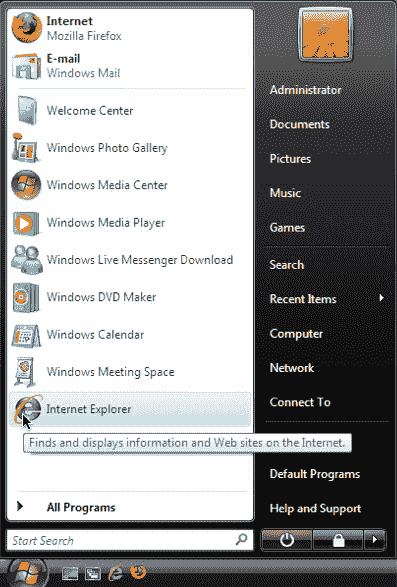 Internet
Mozilla Firefox
E-mail
Windows Mail
Welcome Center
Windows Photo Gallery
Windows Media Center
Windows Media Player
Windows Live Messenger Download
Windows DVD Maker
Windows Calendar
Windows Meeting Space
Internet Explorer
Finds and displays information and Web sites on the Internet.
All Programs
Start Search
Administrator
Documents
Pictures
Music
Games
Search
Recent Items
Computer
Network
Connect To
Default Programs
Help and Support